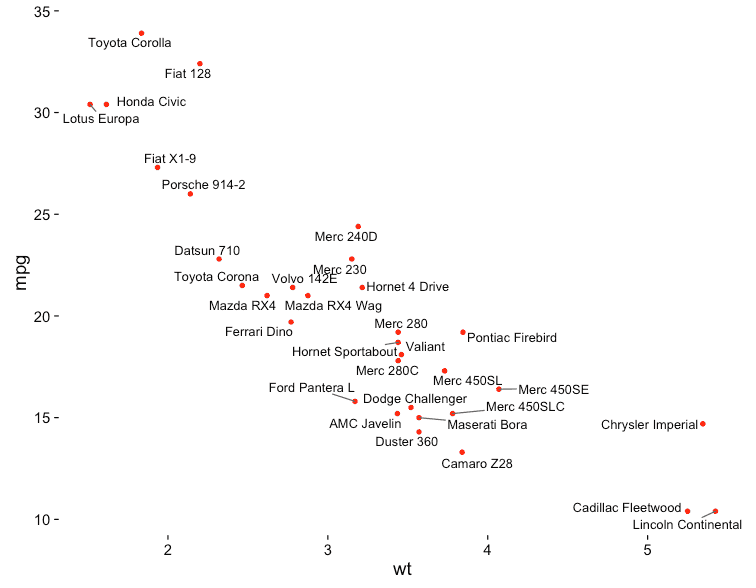 35
Toyota Corolla
Fiat 128
30
Honda Civic
Lotus Europa
Fiat X1-9
Porsche 914-2
25
Merc 240D
Datsun 710
Merc 230
mpg
Toyota Corona
Volvo 142E
Hornet 4 Drive
Mazda RX4
Mazda RX4 Wag
20
Ferrari Dino
Merc 280
Pontiac Firebird
Hornet Sportabout
Valiant
Merc 280C
Merc 450SL
Ford Pantera L
Merc 450SE
Dodge Challenger
Merc 450SLC
15
AMC Javelin
Maserati Bora
Chrysler Imperial
Duster 360
Camaro Z28
Cadillac Fleetwood
10
Lincoln Continental
2
3
4
5
wt